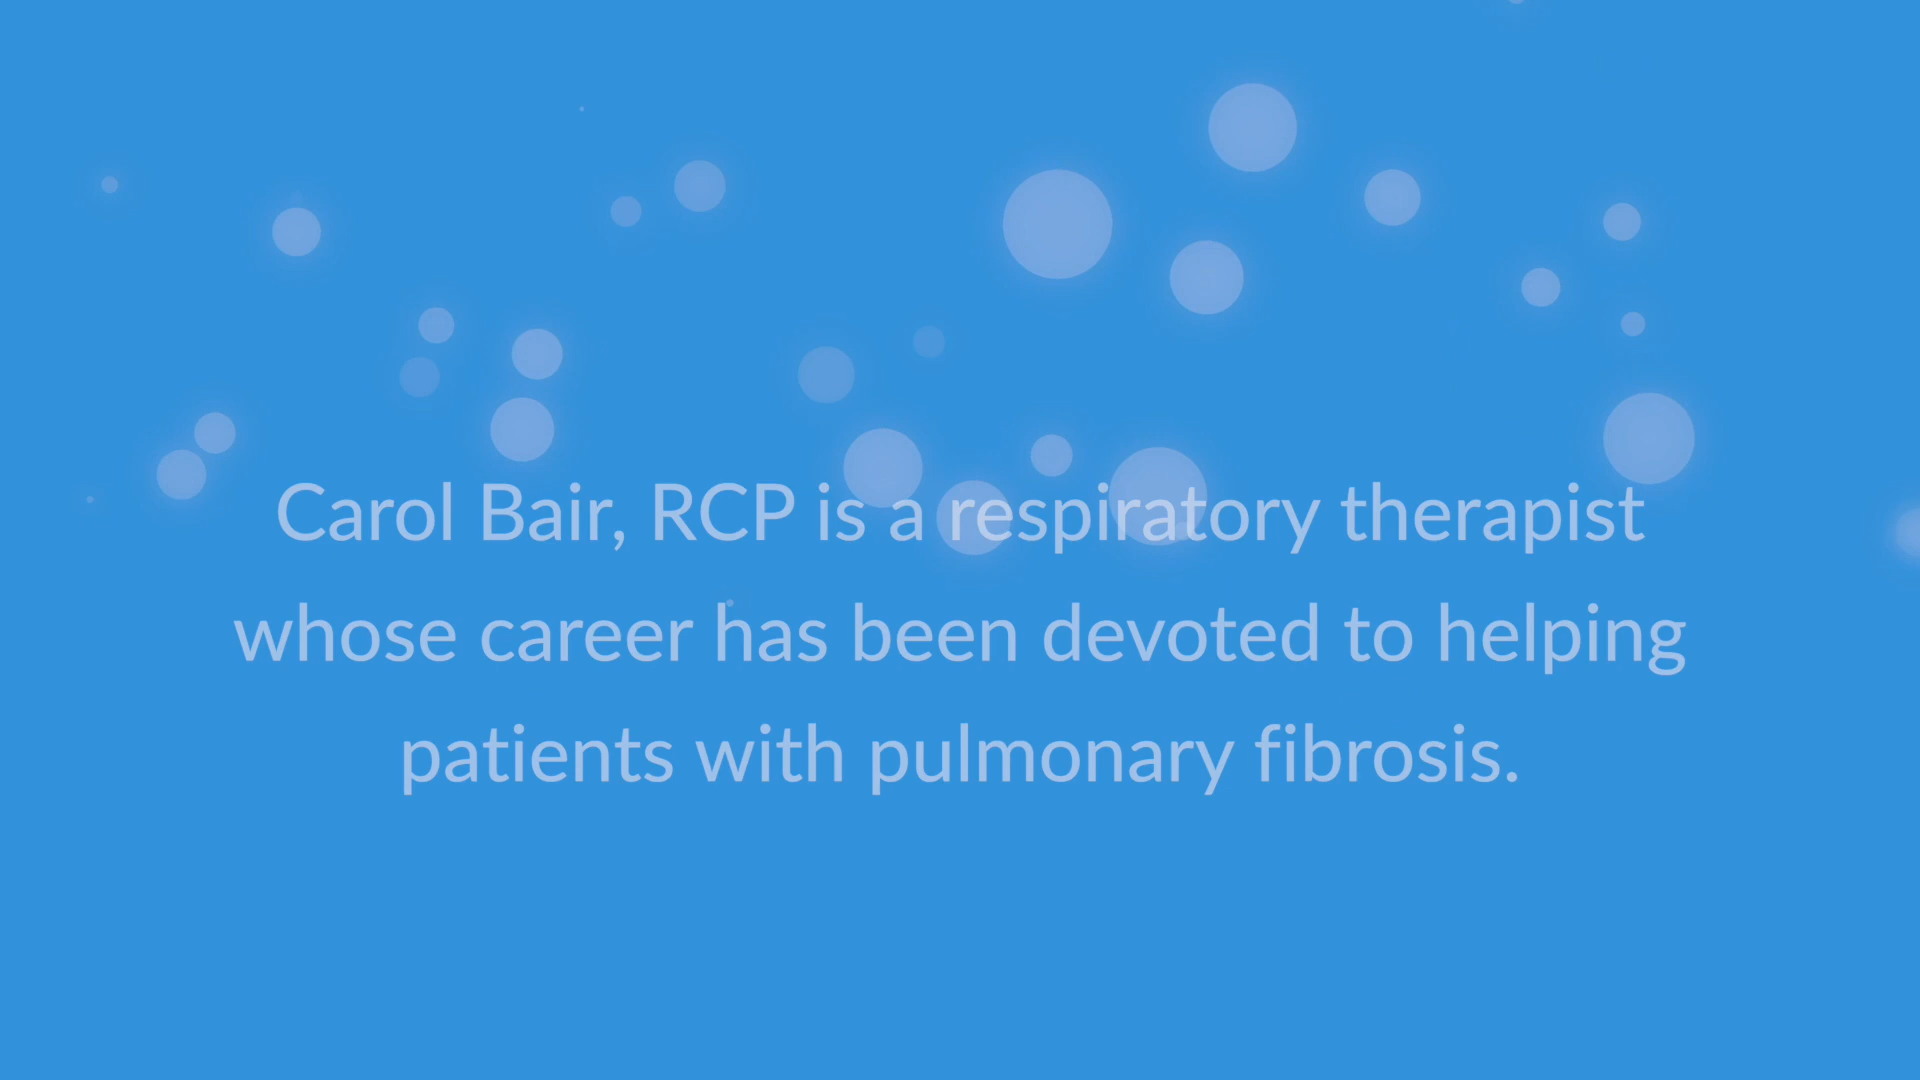 Carol Bair, RCP is a respiratory therapist
whose career has been devoted to helping
patients with pulmonary fibrosis.